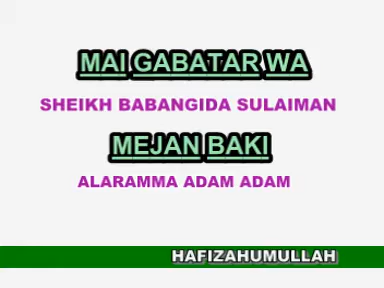 MAI GABATAR WA
SHEIKH BABANGIDA SULAIMAN
MEJAN BAKI
ALARAMMA ADAM ADAM
HAFIZAHUMULLAH